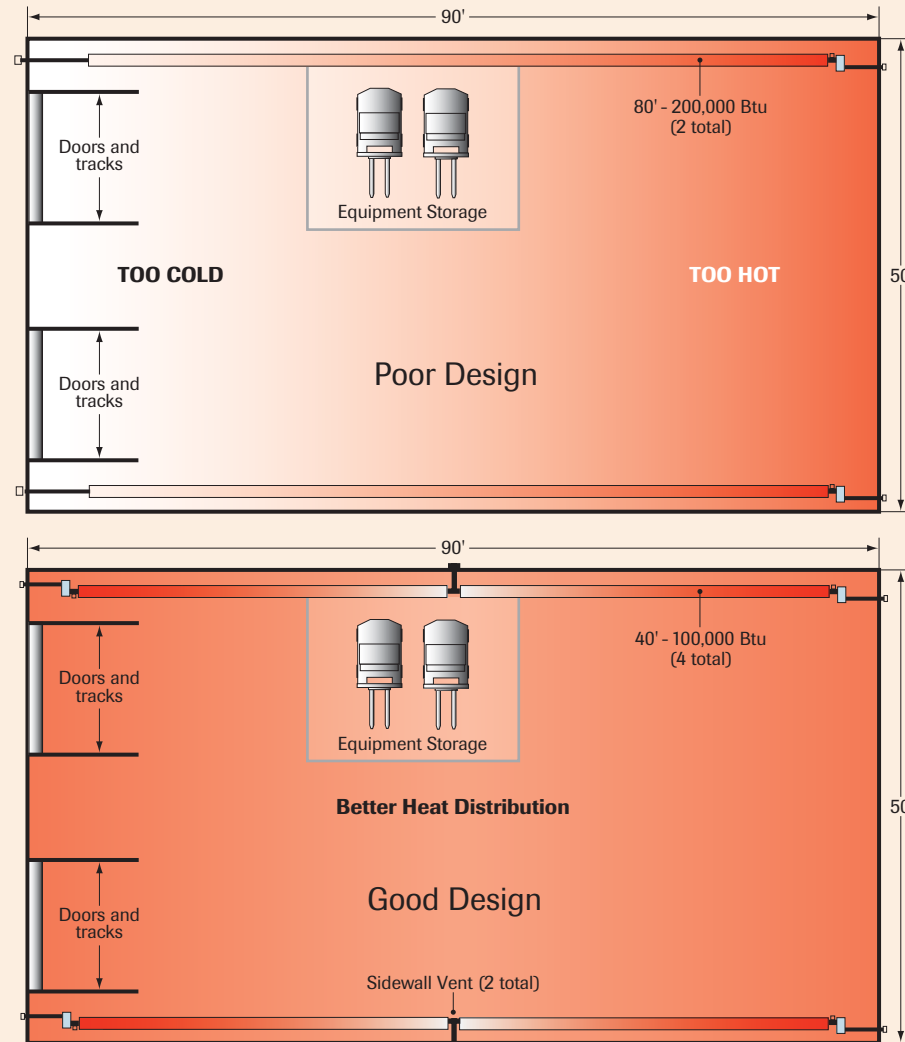 90'
80' - 200,000 Btu
(2 total)
Doors and
tracks
Equipment Storage
TOO COLD
TOO HOT
50
Poor Design
Doors and
tracks
90'
40' - 100,000 Btu
(4 total)
Doors and
tracks
Equipment Storage
Better Heat Distribution
50
Good Design
Doors and
tracks
Sidewall Vent (2 total)